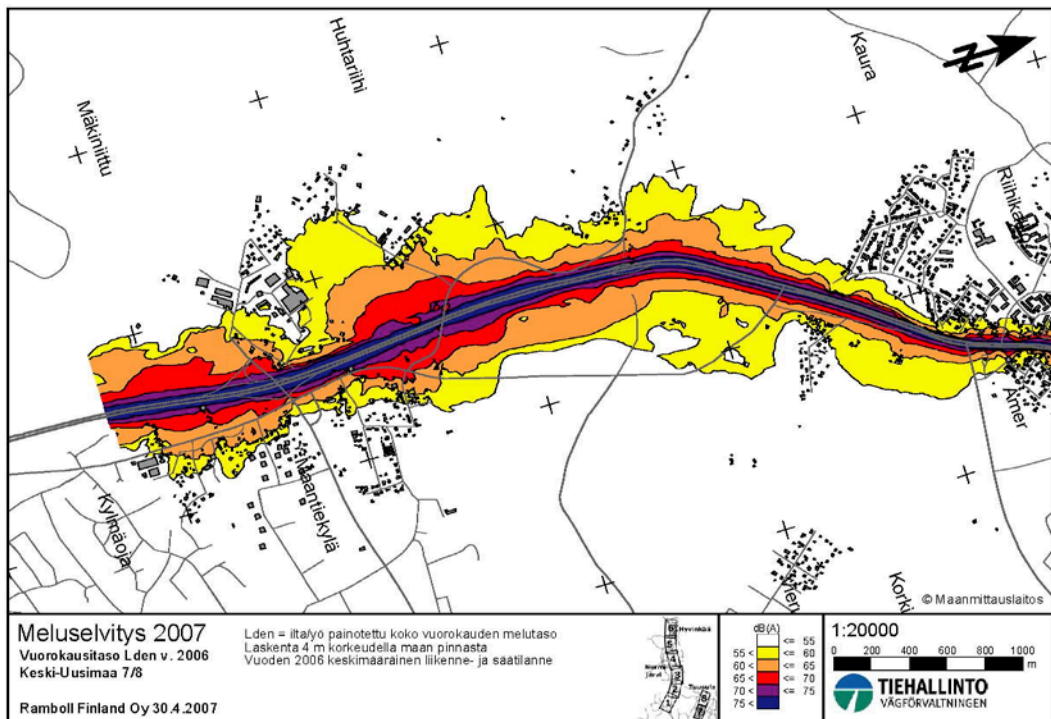 Mäkiniittu
Huhtariihi
Kaura
N
Riihika
Amer
Kylmäoja
Maantiekylä
Korki
© Maanmittauslaitos
Meluselvitys 2007
Vuorokausitaso Lden v. 2006
Keski-Uusimaa 7/8
Ramboll Finland Oy 30.4.2007
Lden = ilta/yö painotettu koko vuorokauden melutaso
Laskenta 4 m korkeudella maan pinnasta
Vuoden 2006 keskimääräinen liikenne- ja säätilanne
Hyvinkää
dB(A)
<= 55
55 < <= 60
60 < <= 65
65 < <= 70
70 < <= 75
75 <
1:20000
0 200 400 600 800 1000
m
TIEHALLINTO
VÄGFÖRVALTNINGEN